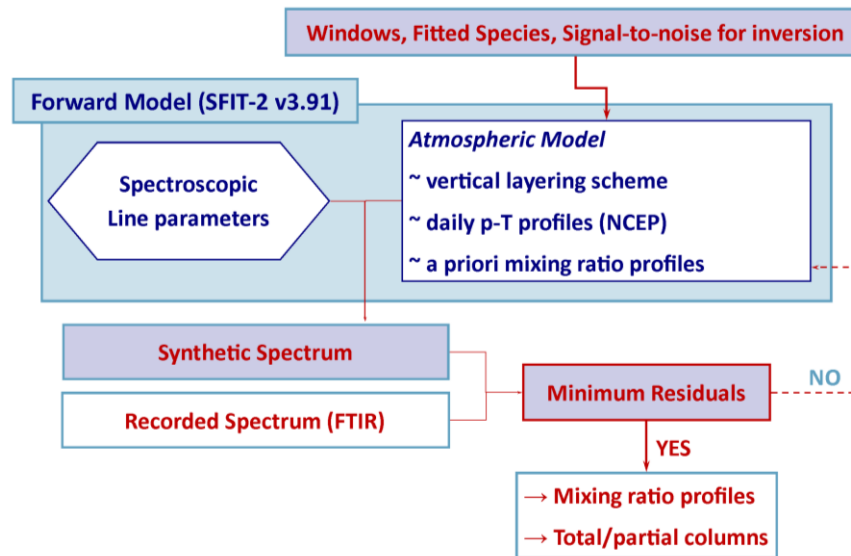 Windows, Fitted Species, Signal-to-noise for inversion
Forward Model (SFIT-2 v3.91)
Spectroscopic
Line parameters
Atmospheric Model
~ vertical layering scheme
~ daily p-T profiles (NCEP)
~ a priori mixing ratio profiles
Synthetic Spectrum
Recorded Spectrum (FTIR)
Minimum Residuals
NO
YES
→ Mixing ratio profiles
→ Total/partial columns